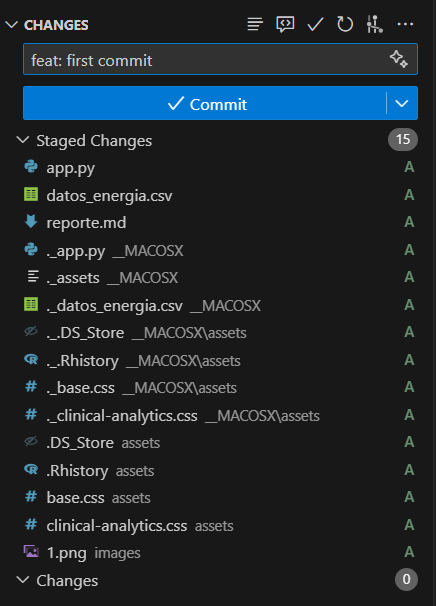 CHANGES
feat: first commit
Commit
Staged Changes 15
app.py A
datos_energia.csv A
reporte.md A
._app.py __MACOSX A
._assets __MACOSX A
._datos_energia.csv __MACOSX A
._.DS_Store __MACOSX\assets A
._.Rhistory __MACOSX\assets A
._base.css __MACOSX\assets A
._clinical-analytics.css __MACOSX\assets A
.DS_Store assets A
.Rhistory assets A
base.css assets A
clinical-analytics.css assets A
1.png images A
Changes 0